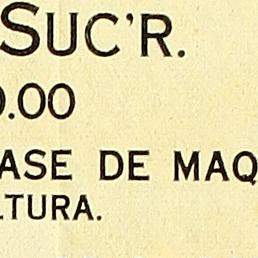 SUC'R.
0.00
ASE DE MAQ
LTURA.